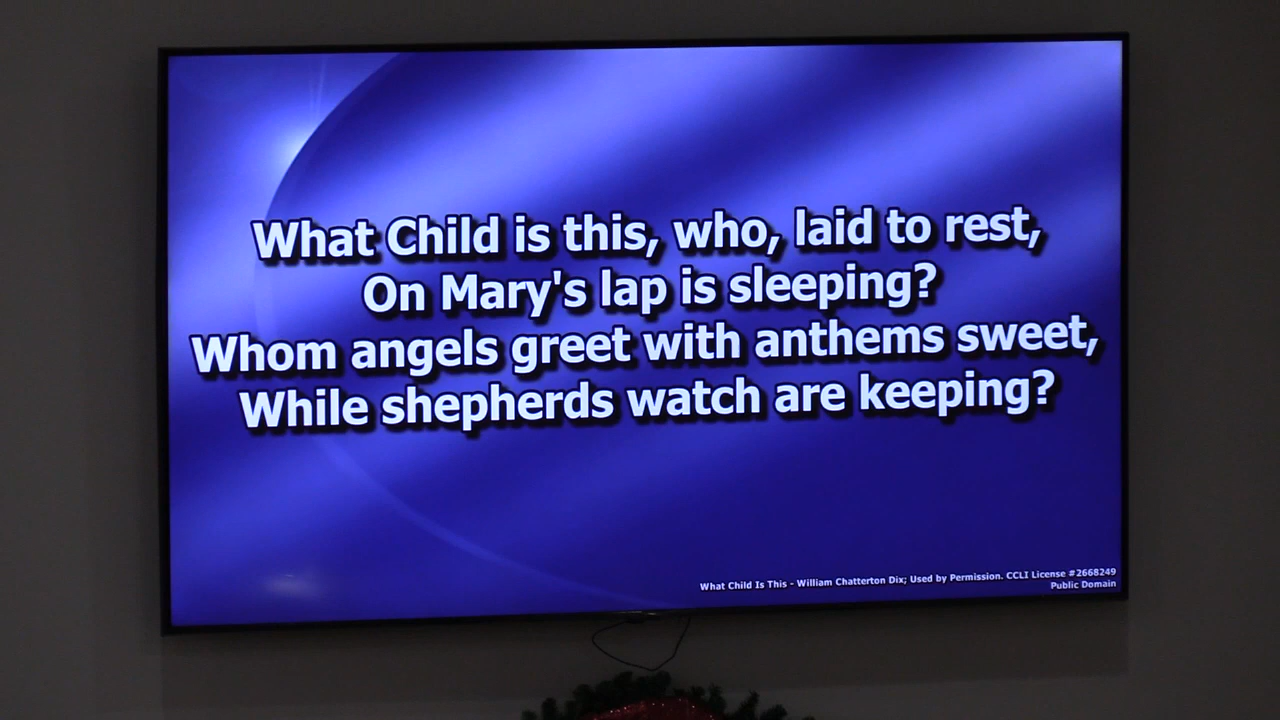 What Child is this, who, laid to rest,
On Mary's lap is sleeping?
Whom angels greet with anthems sweet,
While shepherds watch are keeping?
What Child Is This - William Chatterton Dix; Used by Permission. CCLI License #2668249
Public Domain